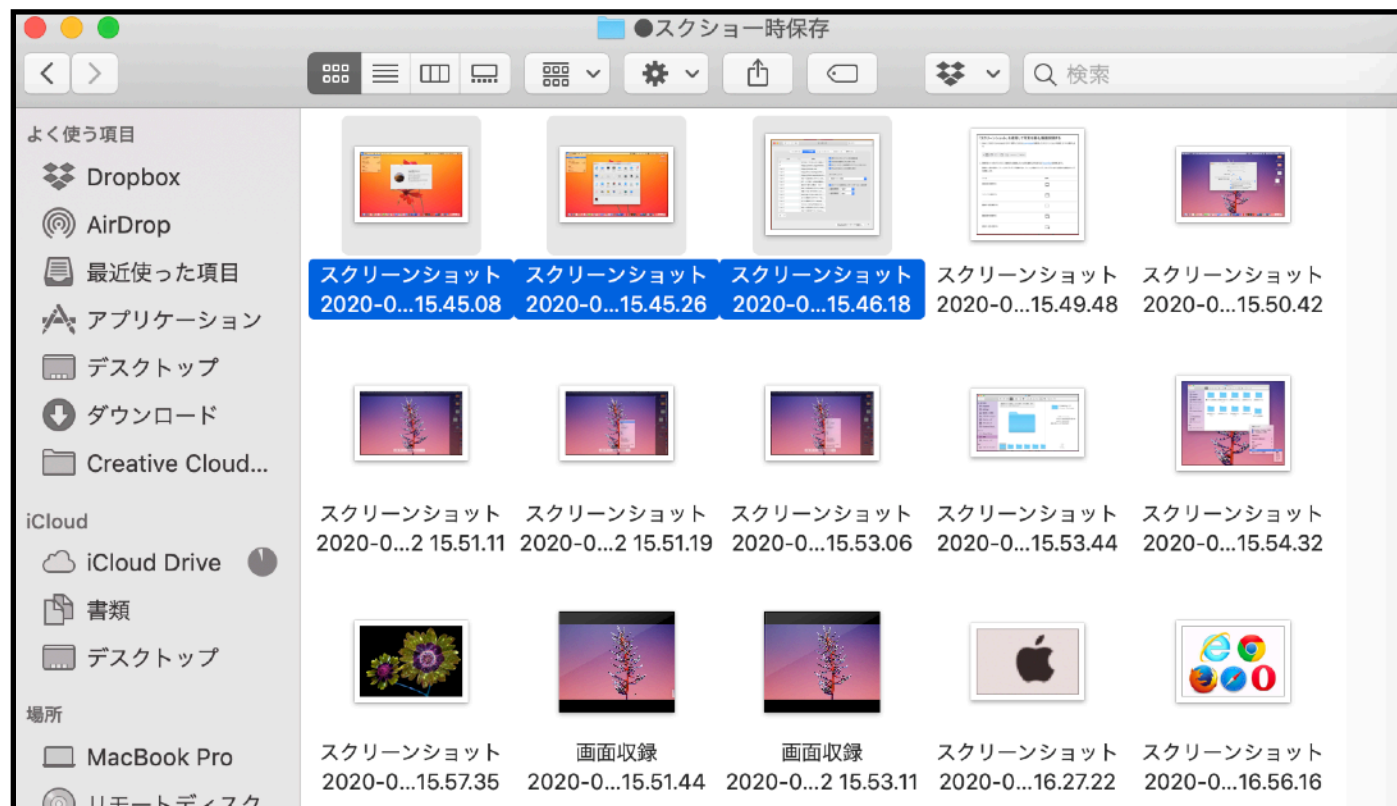 ●スクショ一時保存
検索
よく使う項目
Dropbox
AirDrop
最近使った項目
アプリケーション
デスクトップ
ダウンロード
Creative Cloud...
iCloud
iCloud Drive
書類
デスクトップ
場所
MacBook Pro
リモートディスク
スクリーンショット
2020-0...15.45.08
スクリーンショット
2020-0...15.45.26
スクリーンショット
2020-0...15.46.18
スクリーンショット
2020-0...15.49.48
スクリーンショット
2020-0...15.50.42
スクリーンショット
2020-0...2 15.51.11
スクリーンショット
2020-0...2 15.51.19
スクリーンショット
2020-0...15.53.06
スクリーンショット
2020-0...15.53.44
スクリーンショット
2020-0...15.54.32
スクリーンショット
2020-0...15.57.35
画面収録
2020-0...15.51.44
画面収録
2020-0...2 15.53.11
スクリーンショット
2020-0...16.27.22
スクリーンショット
2020-0...16.56.16